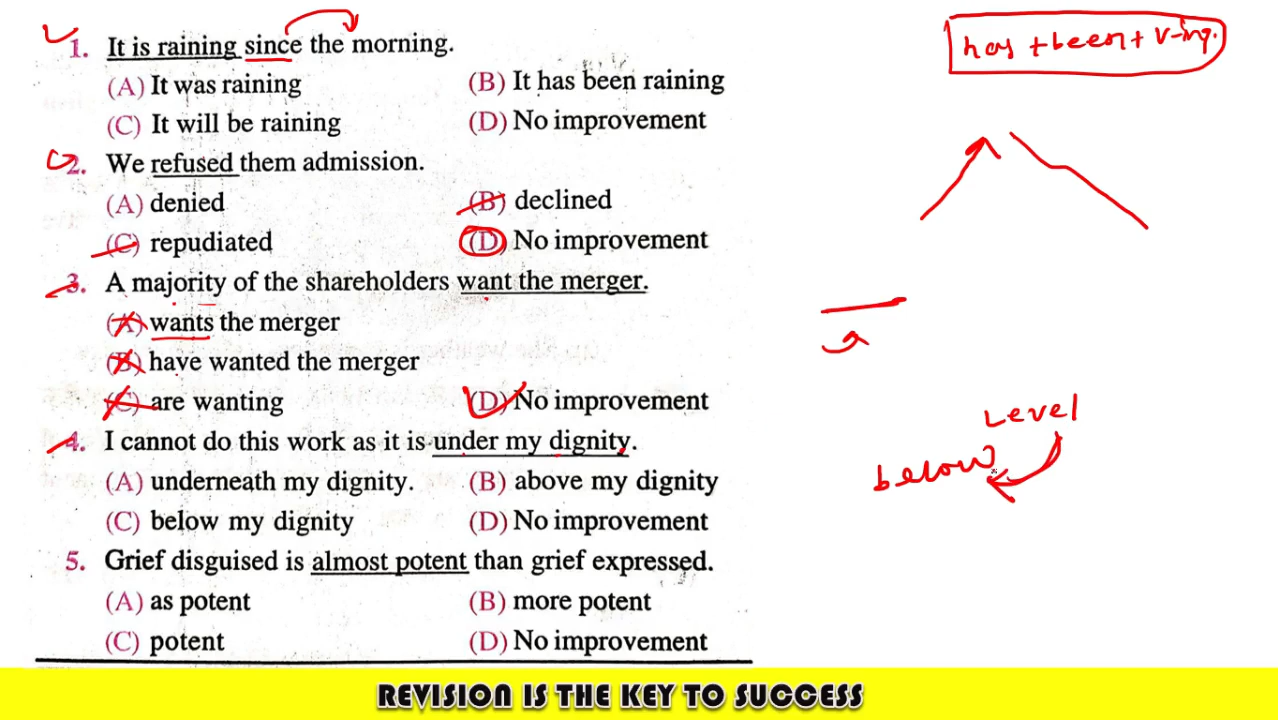 1. It is raining since the morning.
(A) It was raining (B) It has been raining
(C) It will be raining (D) No improvement
2. We refused them admission.
(A) denied (B) declined
(C) repudiated (D) No improvement
3. A majority of the shareholders want the merger.
(A) wants the merger
(B) have wanted the merger
(C) are wanting (D) No improvement
4. I cannot do this work as it is under my dignity.
(A) underneath my dignity. (B) above my dignity
(C) below my dignity (D) No improvement
5. Grief disguised is almost potent than grief expressed.
(A) as potent (B) more potent
(C) potent (D) No improvement
has + been + V-ing.
Level
below
REVISION IS THE KEY TO SUCCESS